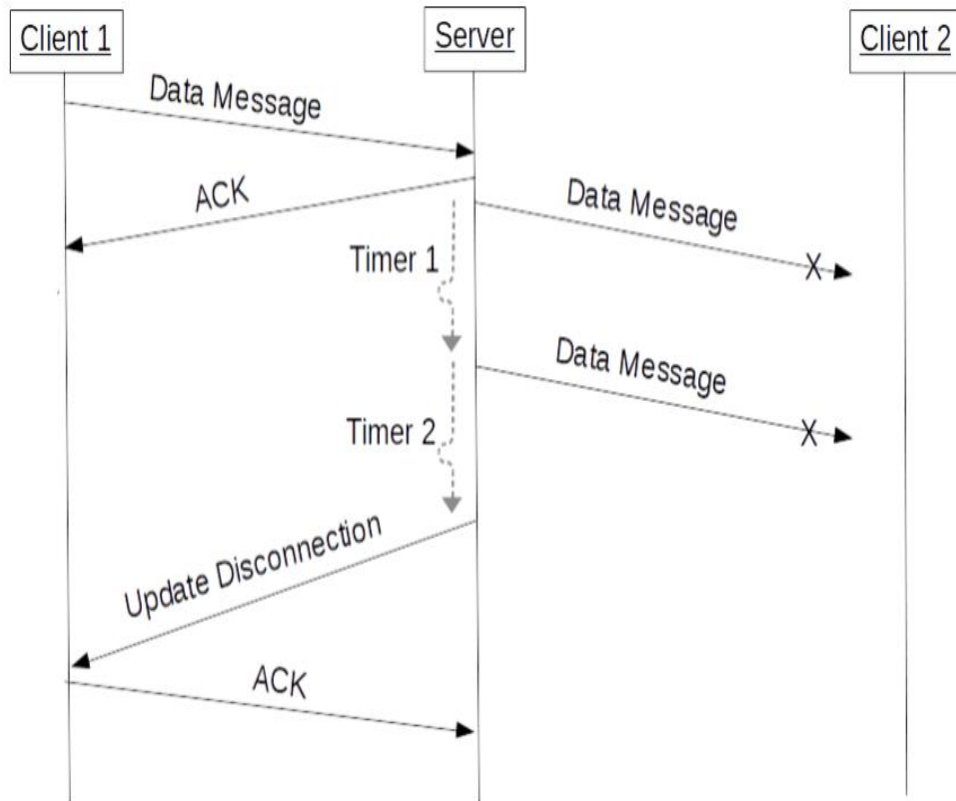 Client 1
Server
Client 2
Data Message
ACK
Data Message
Timer 1
Data Message
Timer 2
Update Disconnection
ACK